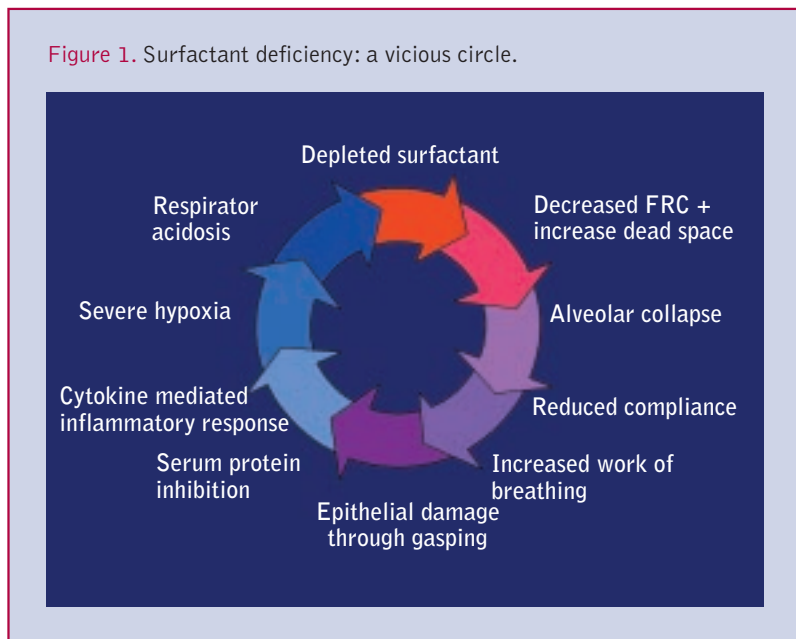 Figure 1. Surfactant deficiency: a vicious circle.
Depleted surfactant
Decreased FRC +
increase dead space
Alveolar collapse
Reduced compliance
Increased work of
breathing
Epithelial damage
through gasping
Serum protein
inhibition
Cytokine mediated
inflammatory response
Severe hypoxia
Respirator
acidosis